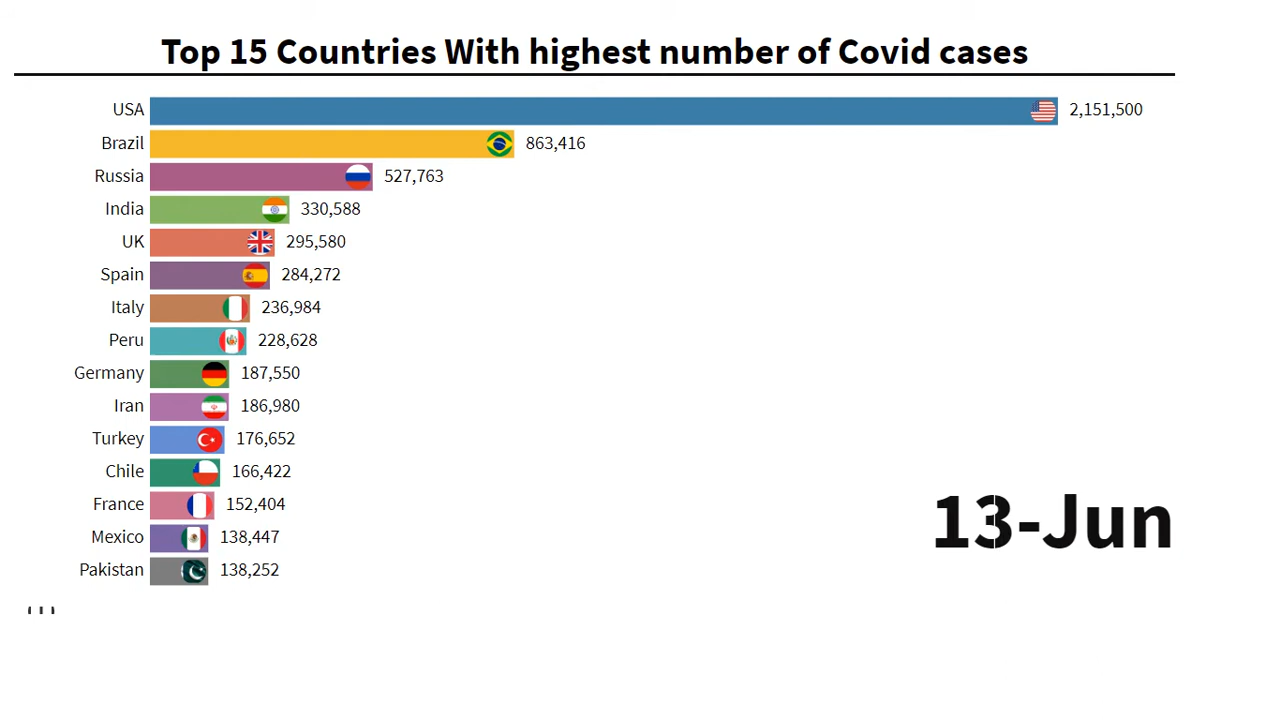 Top 15 Countries With highest number of Covid cases
USA 2,151,500
Brazil 863,416
Russia 527,763
India 330,588
UK 295,580
Spain 284,272
Italy 236,984
Peru 228,628
Germany 187,550
Iran 186,980
Turkey 176,652
Chile 166,422
France 152,404
Mexico 138,447
Pakistan 138,252
13-Jun